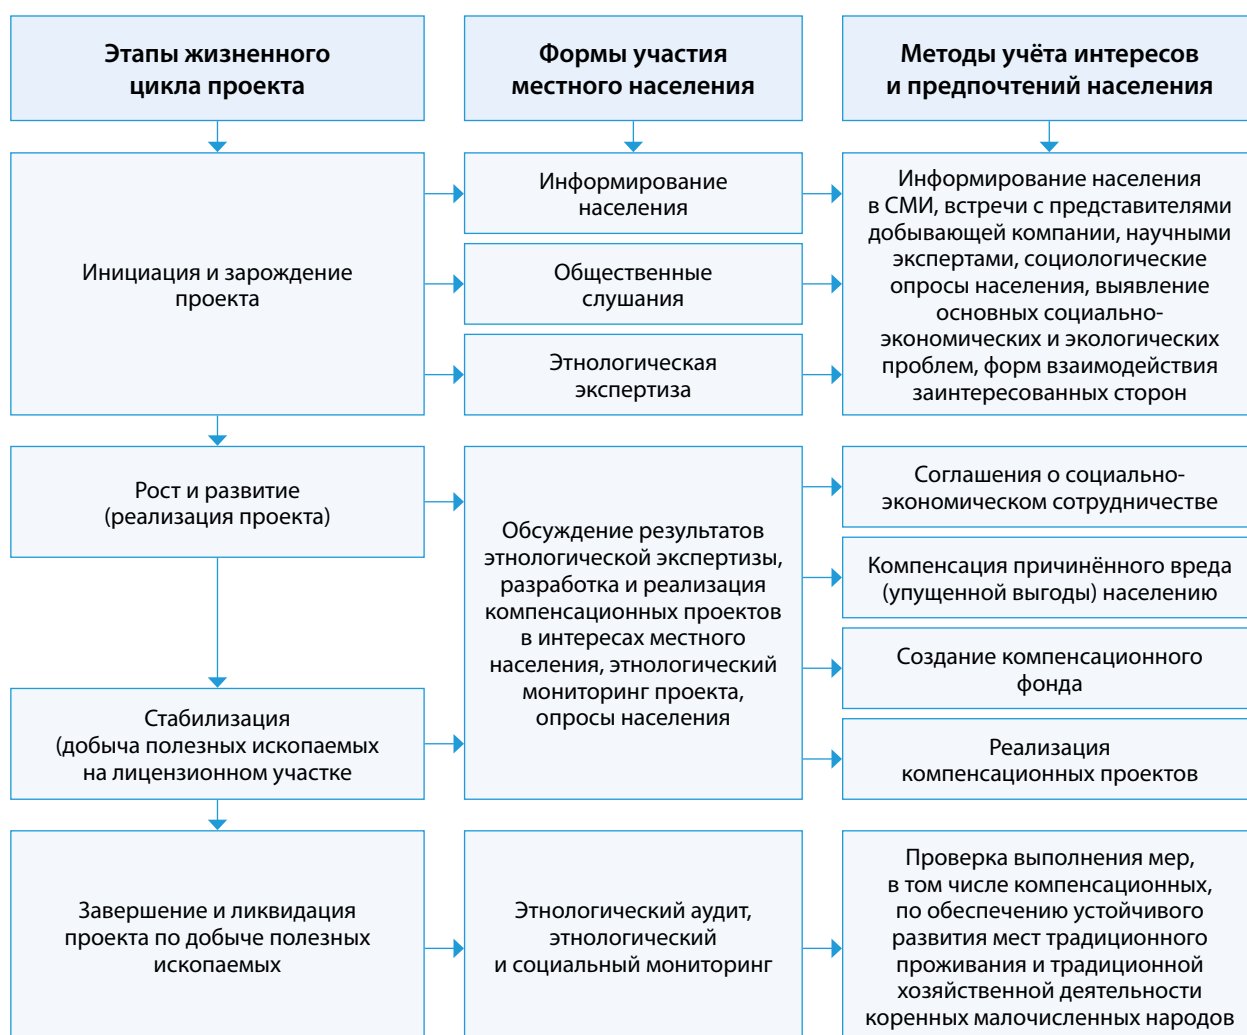 Этапы жизненного
цикла проекта
Формы участия
местного населения
Методы учёта интересов
и предпочтений населения
Инициация и зарождение
проекта
Информирование
населения
Общественные
слушания
Этнологическая
экспертиза
Информирование населения
в СМИ, встречи с представителями
добывающей компании, научными
экспертами, социологические
опросы населения, выявление
основных социально-
экономических и экологических
проблем, форм взаимодействия
заинтересованных сторон
Рост и развитие
(реализация проекта)
Обсуждение результатов
этнологической экспертизы,
разработка и реализация
компенсационных проектов
в интересах местного
населения, этнологический
мониторинг проекта,
опросы населения
Соглашения о социально-
экономическом сотрудничестве
Компенсация причинённого вреда
(упущенной выгоды) населению
Создание компенсационного
фонда
Реализация
компенсационных проектов
Стабилизация
(добыча полезных ископаемых
на лицензионном участке
Завершение и ликвидация
проекта по добыче полезных
ископаемых
Этнологический аудит,
этнологический
и социальный мониторинг
Проверка выполнения мер,
в том числе компенсационных,
по обеспечению устойчивого
развития мест традиционного
проживания и традиционной
хозяйственной деятельности
коренных малочисленных народов